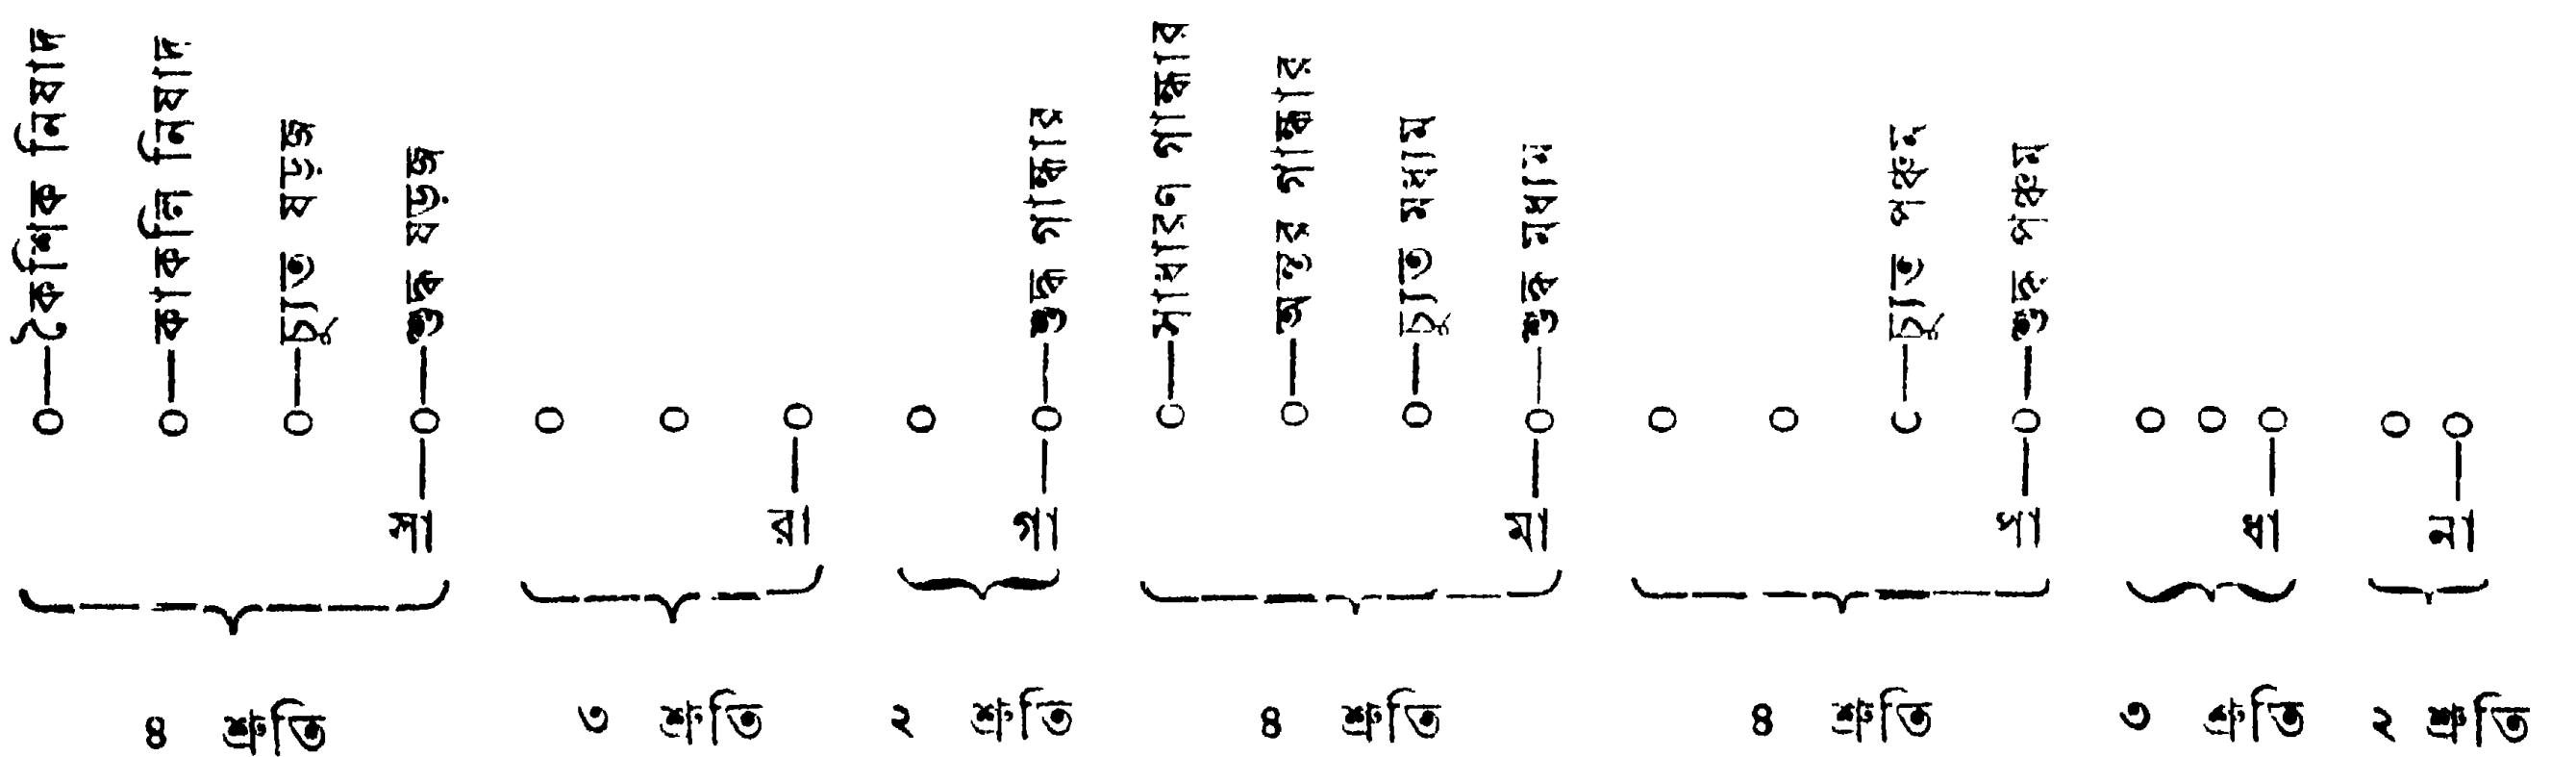 কৈশিক নিষাদ
কাকলি নিষাদ
চ্যুত ষড়জ
শুদ্ধ ষড়জ
শুদ্ধ গান্ধার
সাধারণ গান্ধার
অন্তর গান্ধার
চ্যুত মধ্যম
শুদ্ধ মধ্যম
চ্যুত পঞ্চম
শুদ্ধ পঞ্চম
সা রা গা মা পা ধা না
৪ শ্রুতি ৩ শ্রুতি ২ শ্রুতি ৪ শ্রুতি ৪ শ্রুতি ৩ শ্রুতি ২ শ্রুতি